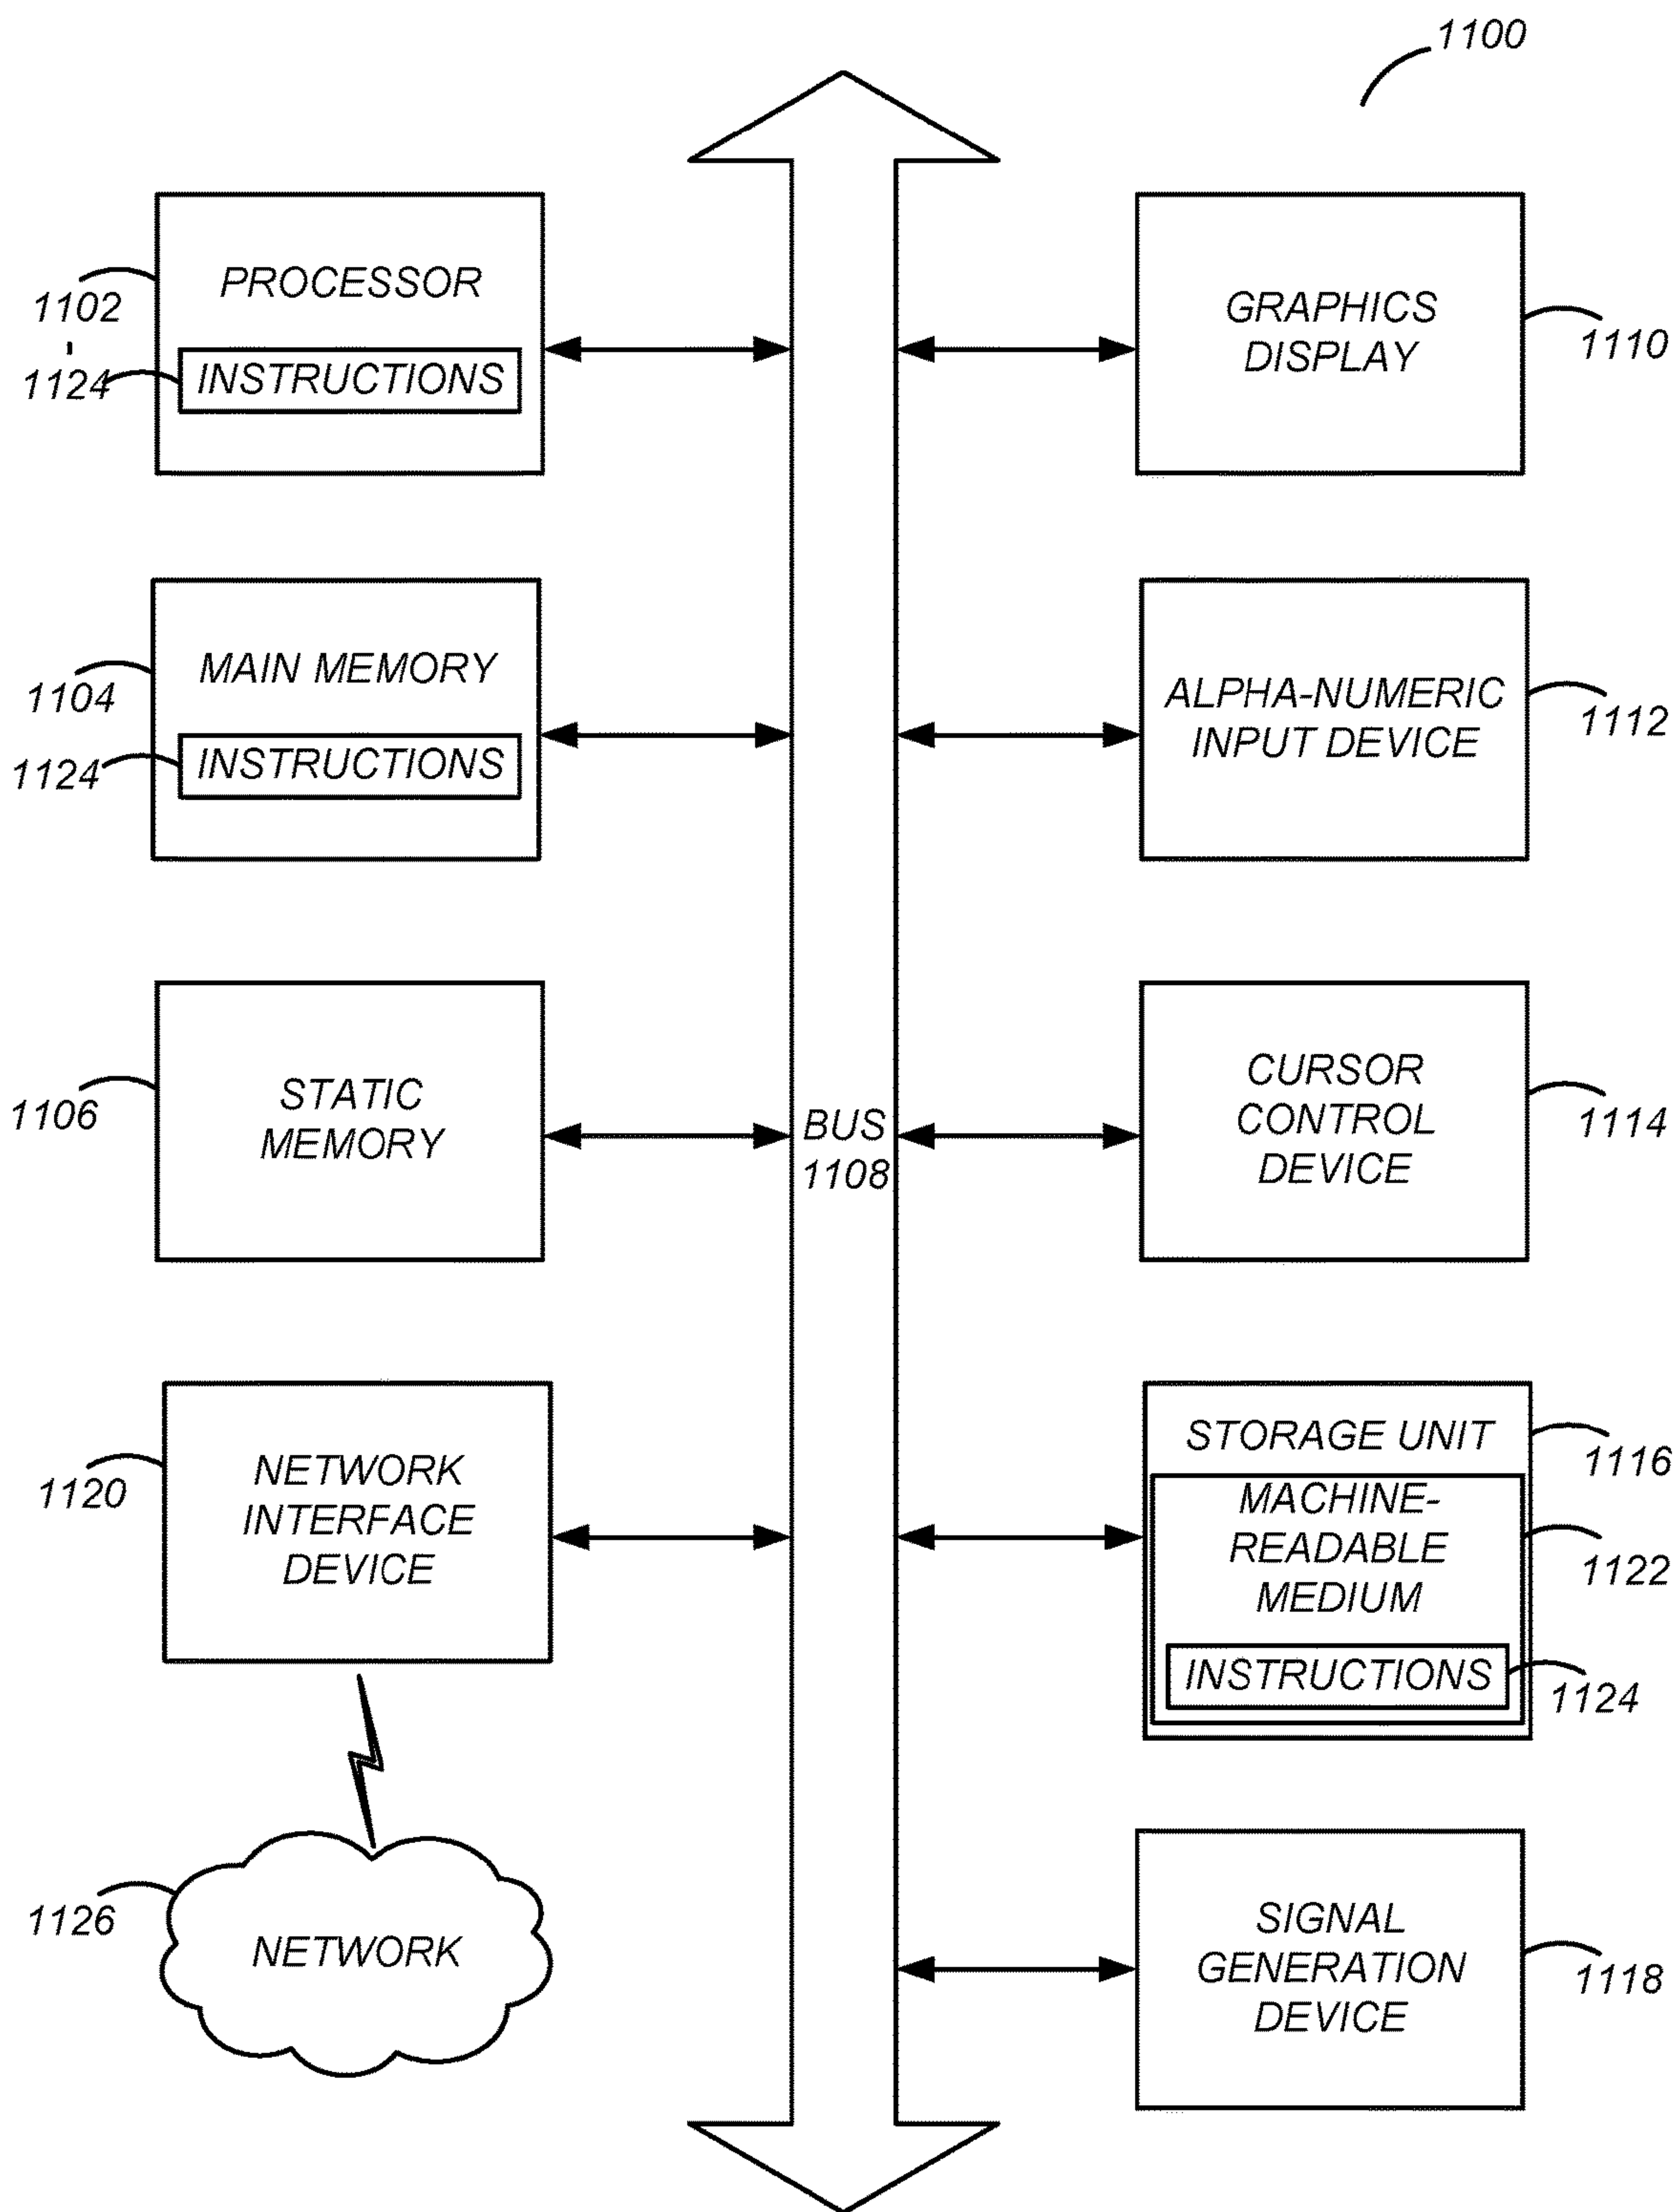 1100
PROCESSOR
1102
INSTRUCTIONS
1124
GRAPHICS
DISPLAY
1110
MAIN MEMORY
1104
INSTRUCTIONS
1124
ALPHA-NUMERIC
INPUT DEVICE
1112
STATIC
MEMORY
1106
BUS
1108
CURSOR
CONTROL
DEVICE
1114
NETWORK
INTERFACE
DEVICE
1120
STORAGE UNIT
1116
MACHINE-
READABLE
MEDIUM
1122
INSTRUCTIONS
1124
NETWORK
1126
SIGNAL
GENERATION
DEVICE
1118